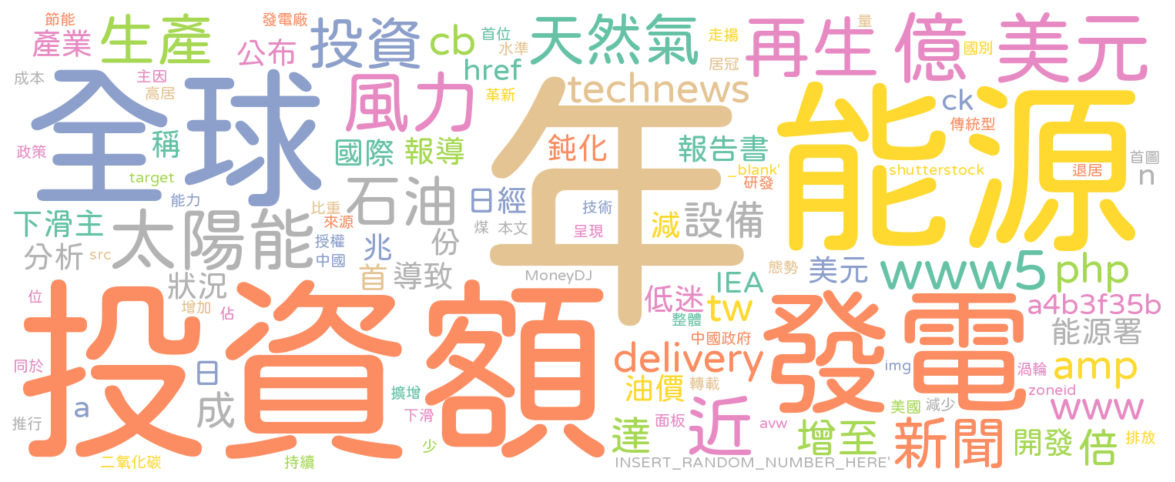 節能
發電廠
產業
生產
公布
投資
cb
首位
水準
href
革新
天然氣
走揚
居冠
再生
量
億
國別
美元
成本
主因
高居
全球
風力
technews
年
能源
ck
傳統型
政策
稱
target
能力
國際
報導
鈍化
報告書
_blank'
研發
shutterstock
退居
首圖
n
下滑主
太陽能
比重
來源
石油
日經
技術
減
設備
分析
src
授權
中國
兆
份
煤
本文
呈現
狀況
首
導致
MoneyDJ
IEA
態勢
美元
www5
php
位
增加
佔
投資額
低迷
整體
tw
發電
a4b3f35b
中國政府
能源署
同於
日
delivery
img
渦輪
amp
a
成
擴增
下滑
油價
轉載
美國
減少
zoneid
www
推行
少
達
面板
近
avw
增至
新聞
開發
倍
排放
二氧化碳
持續
INSERT_RANDOM_NUMBER_HERE'